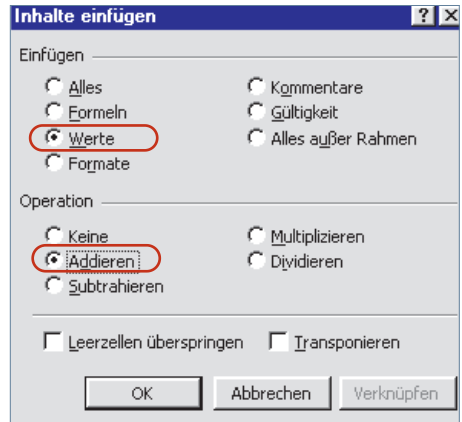 Inhalte einfügen
Einfügen
Alles
Kommentare
Formeln
Gültigkeit
Werte
Alles außer Rahmen
Formate
Operation
Keine
Multiplizieren
Addieren
Dividieren
Subtrahieren
Leerzellen überspringen
Transponieren
OK
Abbrechen
Verknüpfen